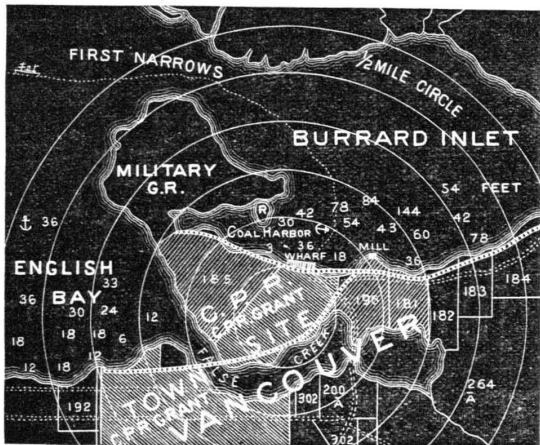 FIRST NARROWS
1/2 MILE CIRCLE
BURRARD INLET
MILITARY
G.R.
54 FEET
R
42 78 84 144 42
30 54 43 60 78
COAL HARBOR
3 - 36
WHARF 18
MILL
36
36
ENGLISH
BAY
33
36 30 24
12
18 18 18 6
18 12 18 12
185
C.P.R.
CPR GRANT
SITE
196 181
182
183
184
FALSE CREEK
TOWN
CPR GRANT
VANCOUVER
192
302
200
A
264
A
302